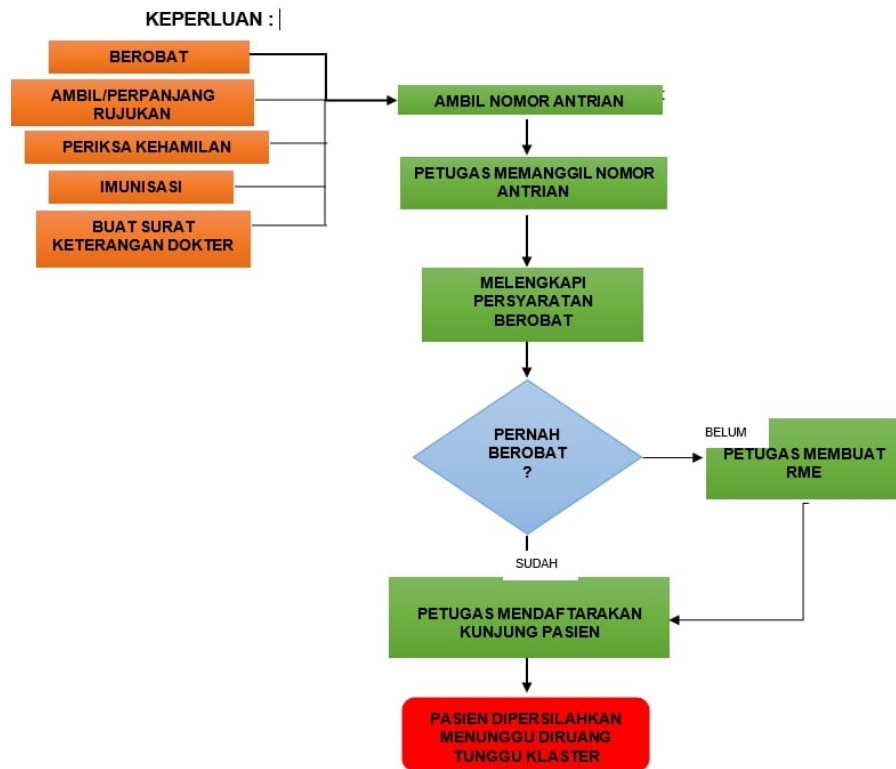 KEPERLUAN :
BEROBAT
AMBIL/PERPANJANG
RUJUKAN
PERIKSA KEHAMILAN
IMUNISASI
BUAT SURAT
KETERANGAN DOKTER
AMBIL NOMOR ANTRIAN
PETUGAS MEMANGGIL NOMOR
ANTRIAN
MELENGKAPI
PERSYARATAN
BEROBAT
PERNAH
BEROBAT
?
BELUM
PETUGAS MEMBUAT
RME
SUDAH
PETUGAS MENDAFTARAKAN
KUNJUNG PASIEN
PASIEN DIPERSILAHKAN
MENUNGGU DIRUANG
TUNGGU KLASTER